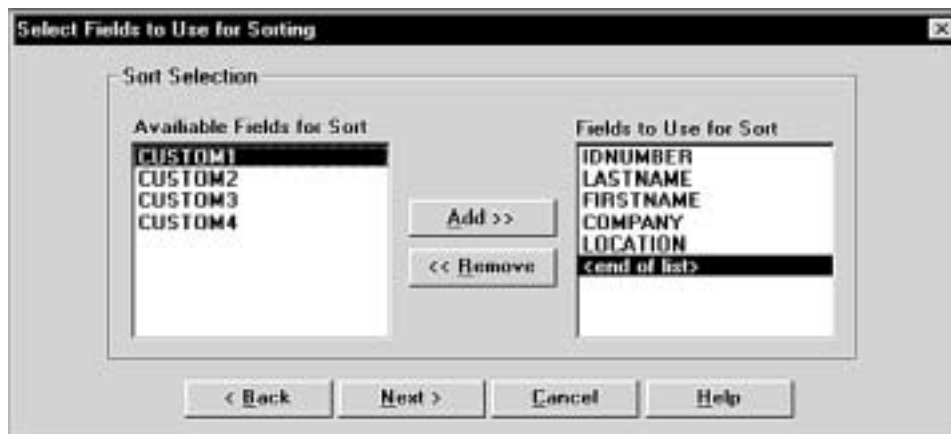 Select Fields to Use for Sorting
Sort Selection
Availiable Fields for Sort
CUSTOM1
CUSTOM2
CUSTOM3
CUSTOM4
Add >>
<< Remove
Fields to Use for Sort
IDNUMBER
LASTNAME
FIRSTNAME
COMPANY
LOCATION
<end of list>
< Back
Next >
Cancel
Help